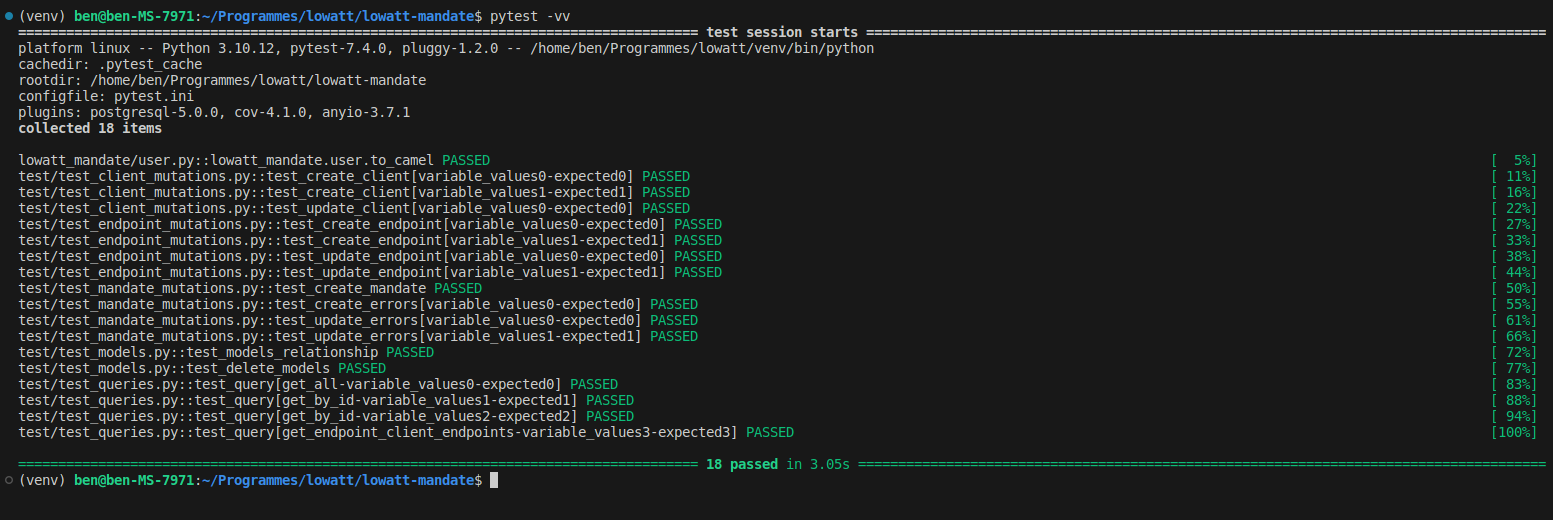 (venv) ben@ben-MS-7971:~/Programmes/lowatt/lowatt-mandate$ pytest -vv
===================================================================================== test session starts =====================================================================================
platform linux -- Python 3.10.12, pytest-7.4.0, pluggy-1.2.0 -- /home/ben/Programmes/lowatt/venv/bin/python
cachedir: .pytest_cache
rootdir: /home/ben/Programmes/lowatt/lowatt-mandate
configfile: pytest.ini
plugins: postgresql-5.0.0, cov-4.1.0, anyio-3.7.1
collected 18 items
lowatt_mandate/user.py::lowatt_mandate.user.to_camel PASSED [  5%]
test/test_client_mutations.py::test_create_client[variable_values0-expected0] PASSED [ 11%]
test/test_client_mutations.py::test_create_client[variable_values1-expected1] PASSED [ 16%]
test/test_client_mutations.py::test_update_client[variable_values0-expected0] PASSED [ 22%]
test/test_endpoint_mutations.py::test_create_endpoint[variable_values0-expected0] PASSED [ 27%]
test/test_endpoint_mutations.py::test_create_endpoint[variable_values1-expected1] PASSED [ 33%]
test/test_endpoint_mutations.py::test_update_endpoint[variable_values0-expected0] PASSED [ 38%]
test/test_endpoint_mutations.py::test_update_endpoint[variable_values1-expected1] PASSED [ 44%]
test/test_mandate_mutations.py::test_create_mandate PASSED [ 50%]
test/test_mandate_mutations.py::test_create_errors[variable_values0-expected0] PASSED [ 55%]
test/test_mandate_mutations.py::test_update_errors[variable_values0-expected0] PASSED [ 61%]
test/test_mandate_mutations.py::test_update_errors[variable_values1-expected1] PASSED [ 66%]
test/test_models.py::test_models_relationship PASSED [ 72%]
test/test_models.py::test_delete_models PASSED [ 77%]
test/test_queries.py::test_query[get_all-variable_values0-expected0] PASSED [ 83%]
test/test_queries.py::test_query[get_by_id-variable_values1-expected1] PASSED [ 88%]
test/test_queries.py::test_query[get_by_id-variable_values2-expected2] PASSED [ 94%]
test/test_queries.py::test_query[get_endpoint_client_endpoints-variable_values3-expected3] PASSED [100%]
===================================================================================== 18 passed in 3.05s ======================================================================================
(venv) ben@ben-MS-7971:~/Programmes/lowatt/lowatt-mandate$